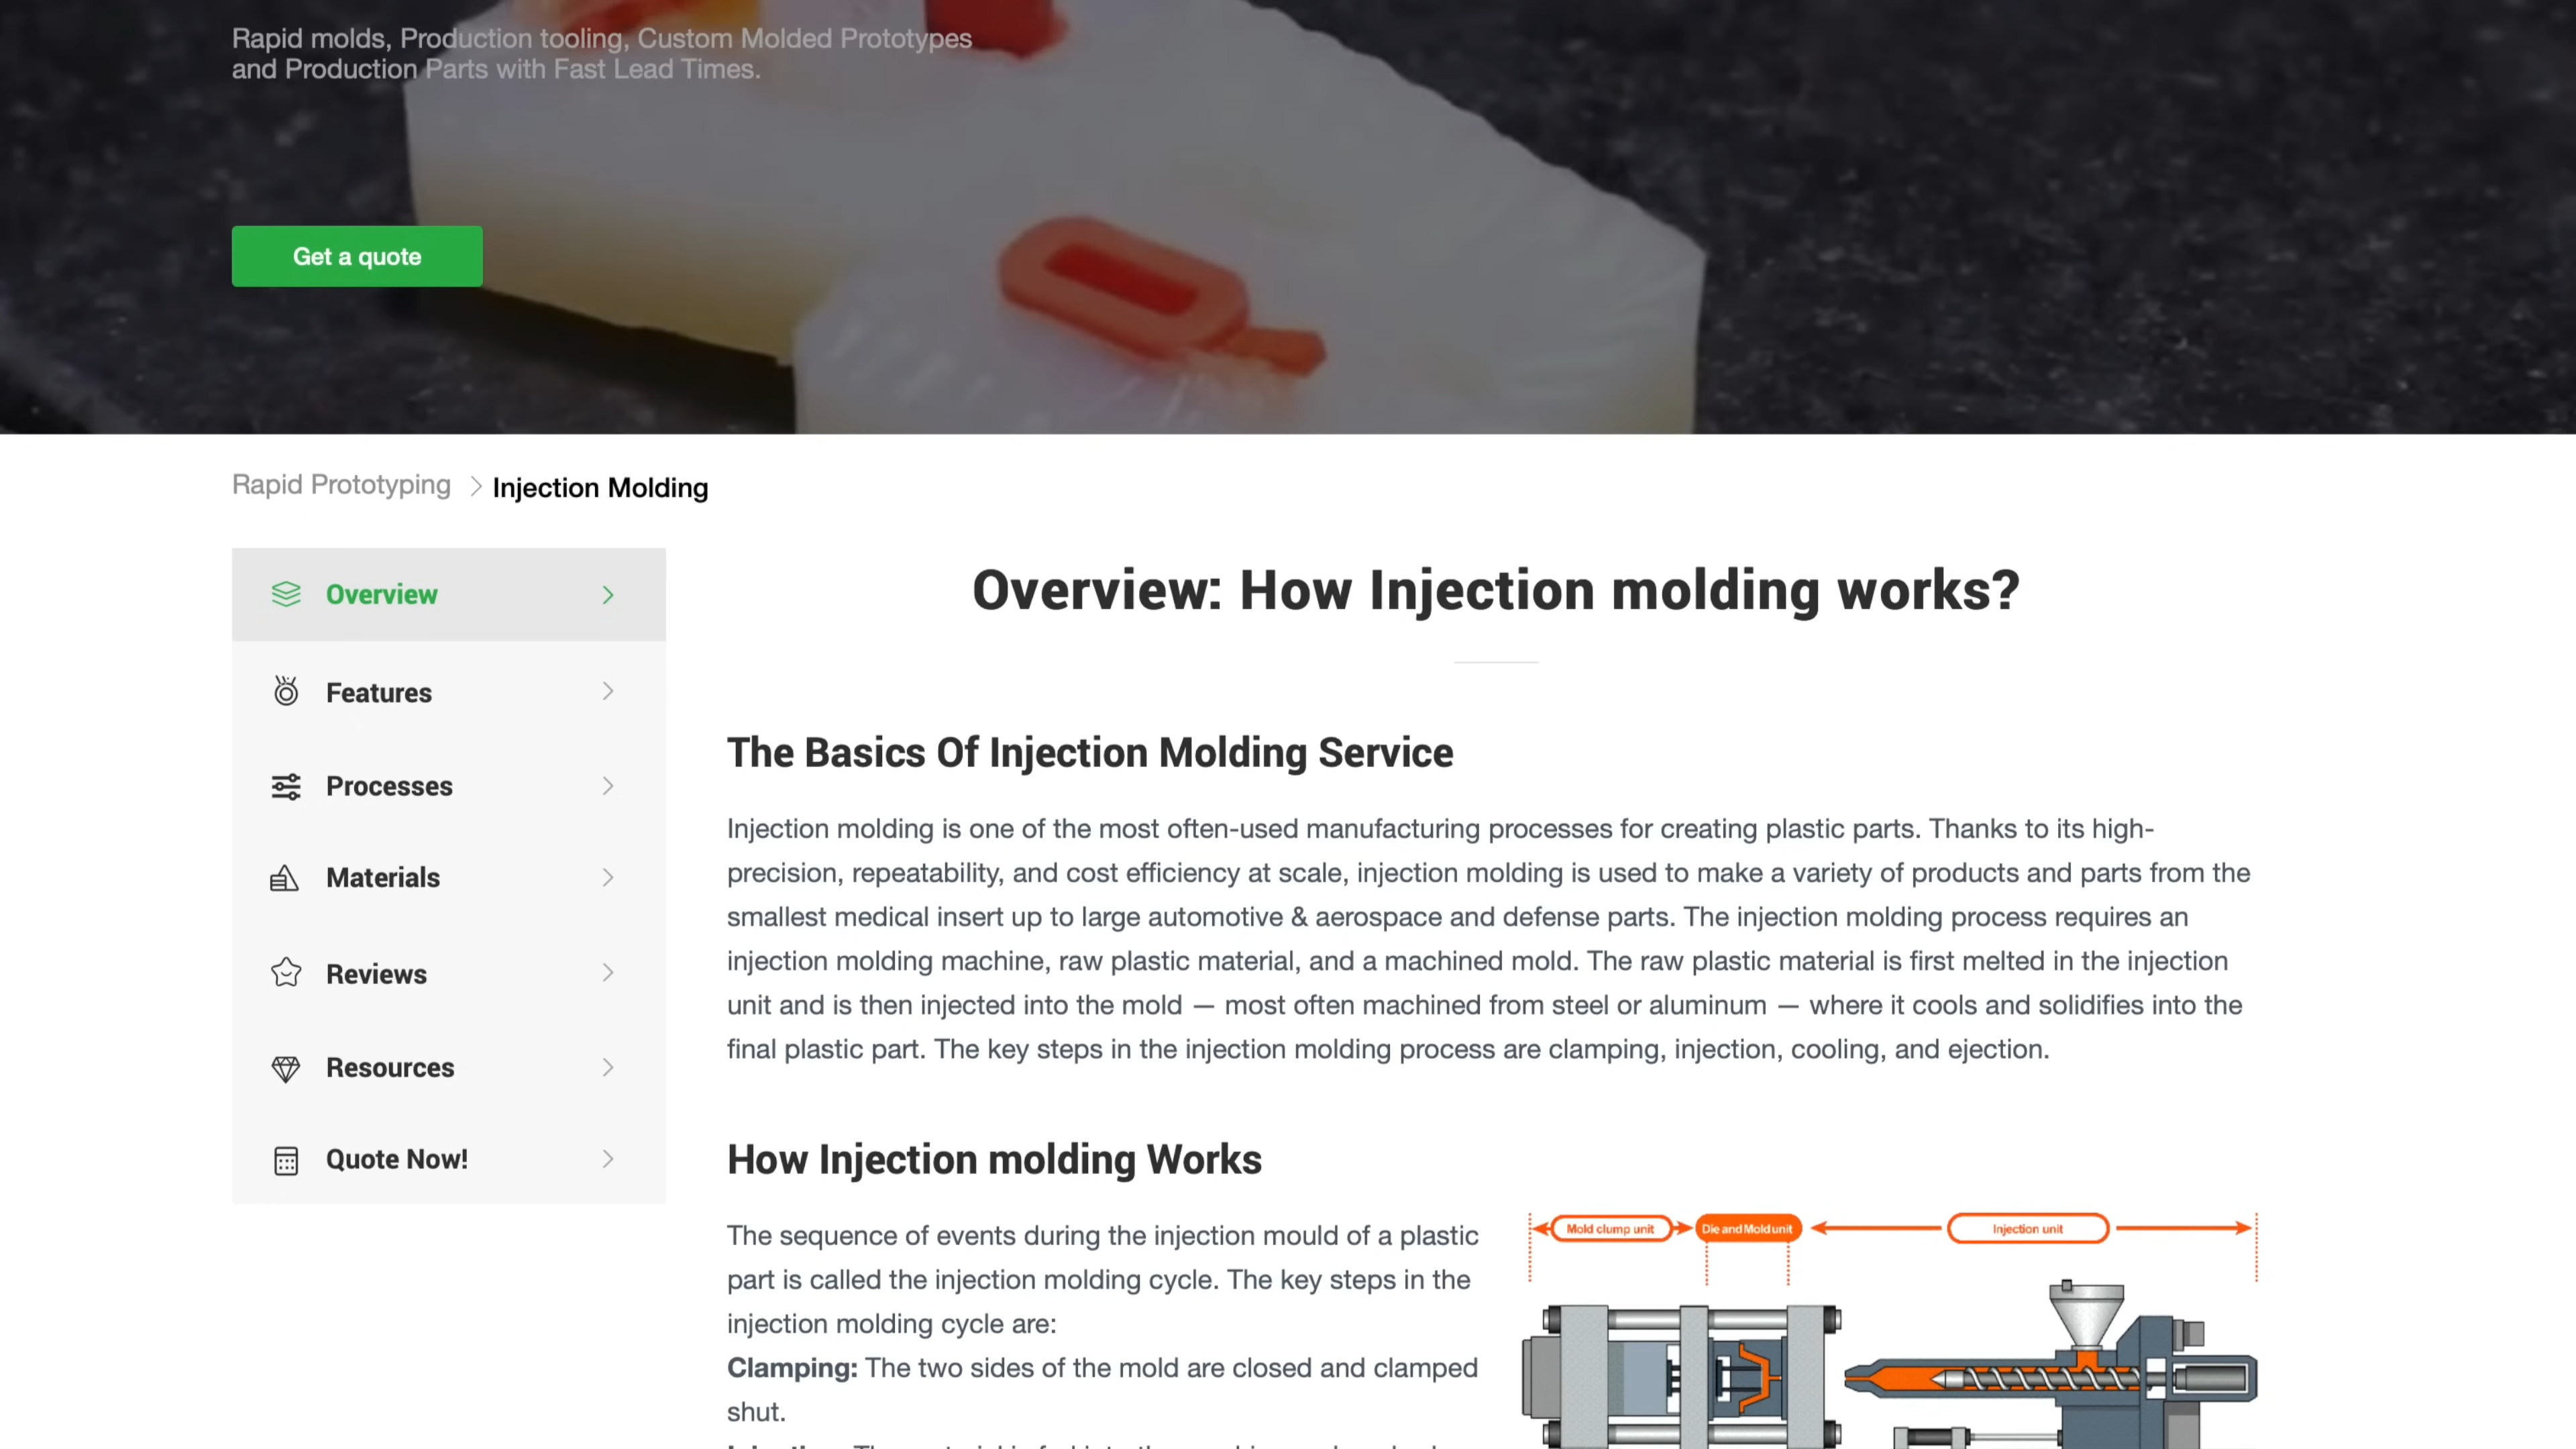 Rapid molds, Production tooling, Custom Molded Prototypes
and Production Parts with Fast Lead Times.
Get a quote
Rapid Prototyping > Injection Molding
Overview
Features
Processes
Materials
Reviews
Resources
Quote Now!
Overview: How Injection molding works?
The Basics Of Injection Molding Service
Injection molding is one of the most often-used manufacturing processes for creating plastic parts. Thanks to its high-
precision, repeatability, and cost efficiency at scale, injection molding is used to make a variety of products and parts from the
smallest medical insert up to large automotive & aerospace and defense parts. The injection molding process requires an
injection molding machine, raw plastic material, and a machined mold. The raw plastic material is first melted in the injection
unit and is then injected into the mold — most often machined from steel or aluminum — where it cools and solidifies into the
final plastic part. The key steps in the injection molding process are clamping, injection, cooling, and ejection.
How Injection molding Works
The sequence of events during the injection mould of a plastic
part is called the injection molding cycle. The key steps in the
injection molding cycle are:
Clamping: The two sides of the mold are closed and clamped
shut.
Mold clump unit
Die and Mold unit
Injection unit